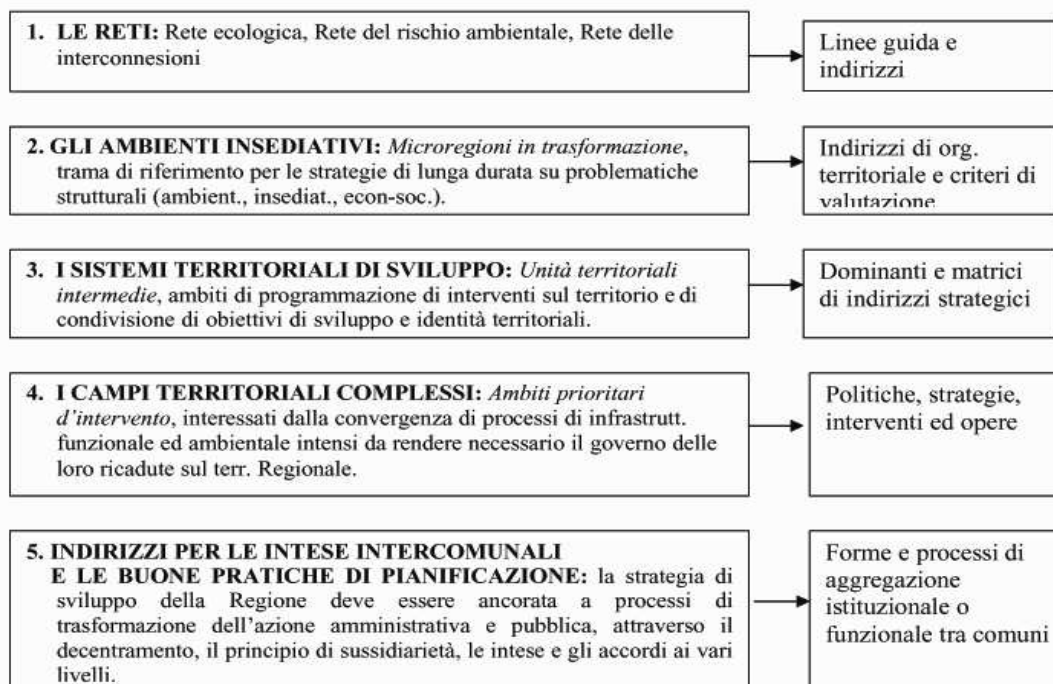 1. LE RETI: Rete ecologica, Rete del rischio ambientale, Rete delle
interconnesioni
Linee guida e
indirizzi
2. GLI AMBIENTI INSEDIATIVI: Microregioni in trasformazione,
trama di riferimento per le strategie di lunga durata su problematiche
strutturali (ambient., insediat., econ-soc.).
Indirizzi di org.
territoriale e criteri di
valutazione
3. I SISTEMI TERRITORIALI DI SVILUPPO: Unità territoriali
intermedie, ambiti di programmazione di interventi sul territorio e di
condivisione di obiettivi di sviluppo e identità territoriali.
Dominanti e matrici
di indirizzi strategici
4. I CAMPI TERRITORIALI COMPLESSI: Ambiti prioritari
d'intervento, interessati dalla convergenza di processi di infrastrutt.
funzionale ed ambientale intensi da rendere necessario il governo delle
loro ricadute sul terr. Regionale.
Politiche, strategie,
interventi ed opere
5. INDIRIZZI PER LE INTESE INTERCOMUNALI
E LE BUONE PRATICHE DI PIANIFICAZIONE: la strategia di
sviluppo della Regione deve essere ancorata a processi di
trasformazione dell'azione amministrativa e pubblica, attraverso il
decentramento, il principio di sussidiarietà, le intese e gli accordi ai vari
livelli.
Forme e processi di
aggregazione
istituzionale o
funzionale tra comuni